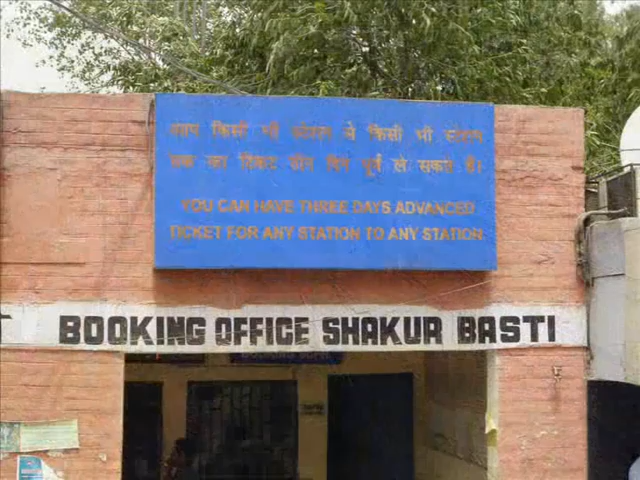 आप किसी भी स्टेशन से किसी भी स्टेशन
तक का टिकट तीन दिन पूर्व ले सकते हैं।
YOU CAN HAVE THREE DAYS ADVANCED
TICKET FOR ANY STATION TO ANY STATION
BOOKING OFFICE SHAKUR BASTI
BOOKING